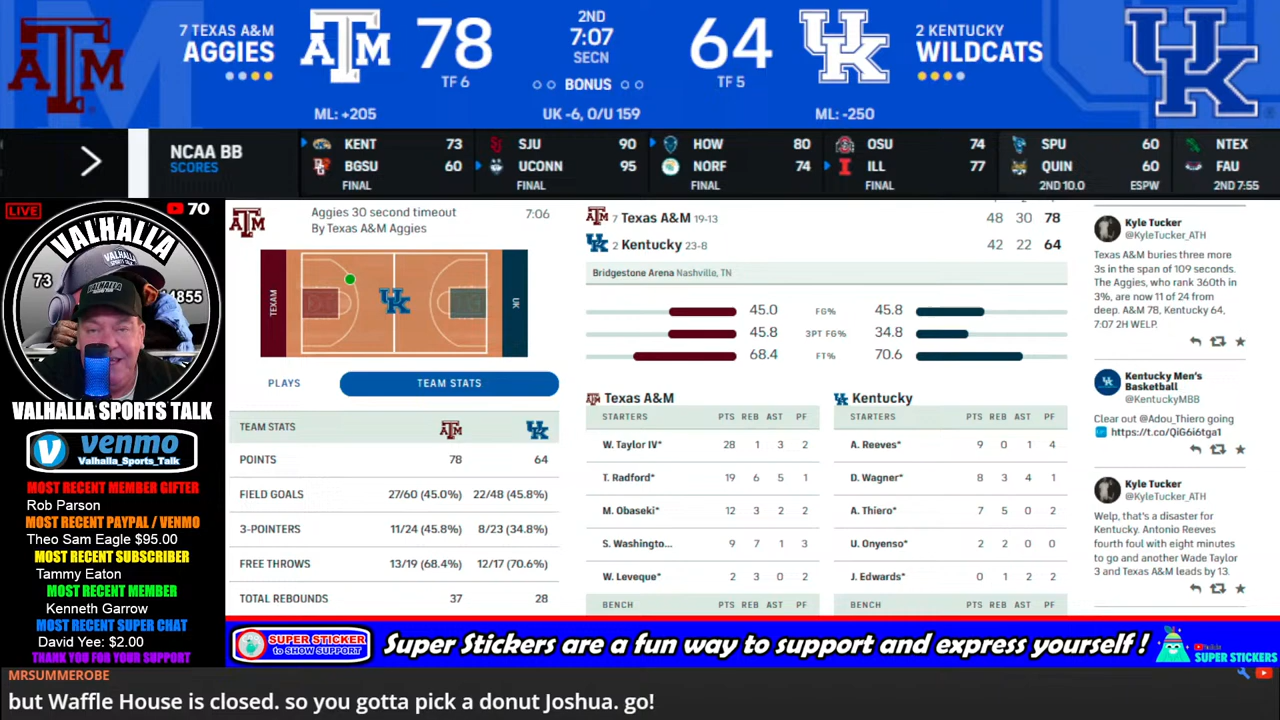 7 TEXAS A&M
AGGIES
ATM
78
TF 6
ML: +205
2ND
7:07
SECN
BONUS
UK -6, O/U 159
64
TF 5
ML: -250
UK
2 KENTUCKY
WILDCATS
NCAA BB
SCORES
KENT 73
BGSU 60
FINAL
SJU 90
UCONN 95
FINAL
HOW 80
NORF 74
FINAL
OSU 74
ILL 77
FINAL
SPU 60
QUIN 60
2ND 10.0 ESPW
NTEX
FAU
2ND 7:55
LIVE
70
VALHALLA
73
4855
VALHALLA SPORTS TALK
venmo
Valhalla_Sports_Talk
MOST RECENT MEMBER GIFTER
Rob Parson
MOST RECENT PAYPAL / VENMO
Theo Sam Eagle $95.00
MOST RECENT SUBSCRIBER
Tammy Eaton
MOST RECENT MEMBER
Kenneth Garrow
MOST RECENT SUPER CHAT
David Yee: $2.00
THANK YOU FOR YOUR SUPPORT
Aggies 30 second timeout 7:06
By Texas A&M Aggies
TEXAM
UK
PLAYS TEAM STATS
TEAM STATS
POINTS 78 64
FIELD GOALS 27/60 (45.0%) 22/48 (45.8%)
3-POINTERS 11/24 (45.8%) 8/23 (34.8%)
FREE THROWS 13/19 (68.4%) 12/17 (70.6%)
TOTAL REBOUNDS 37 28
7 Texas A&M 19-13 48 30 78
2 Kentucky 23-8 42 22 64
Bridgestone Arena Nashville, TN
45.0 FG% 45.8
45.8 3PT FG% 34.8
68.4 FT% 70.6
Texas A&M
STARTERS PTS REB AST PF
W. Taylor IV* 28 1 3 2
T. Radford* 19 6 5 1
M. Obaseki* 12 3 2 2
S. Washingto... 9 7 1 3
W. Leveque* 2 3 0 2
BENCH PTS REB AST PF
Kentucky
STARTERS PTS REB AST PF
A. Reeves* 9 0 1 4
D. Wagner* 8 3 4 1
A. Thiero* 7 5 0 2
U. Onyenso* 2 2 0 0
J. Edwards* 0 1 2 2
BENCH PTS REB AST PF
Kyle Tucker
@KyleTucker_ATH
Texas A&M buries three more
3s in the span of 109 seconds.
The Aggies, who rank 360th in
3%, are now 11 of 24 from
deep. A&M 78, Kentucky 64,
7:07 2H WELP.
Kentucky Men's
Basketball
@KentuckyMBB
Clear out @Adou_Thiero going
https://t.co/QiG6i6tga1
Kyle Tucker
@KyleTucker_ATH
Welp, that's a disaster for
Kentucky. Antonio Reeves
fourth foul with eight minutes
to go and another Wade Taylor
3 and Texas A&M leads by 13.
SUPER STICKER
to SHOW SUPPORT
Super Stickers are a fun way to support and express yourself !
SUPER STICKERS
MRSUMMEROBE
but Waffle House is closed. so you gotta pick a donut Joshua. go!